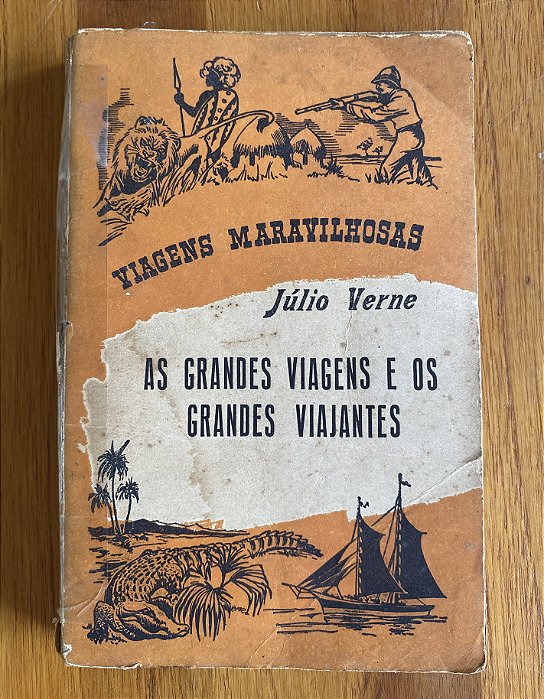 VIAGENS MARAVILHOSAS
Júlio Verne
AS GRANDES VIAGENS E OS
GRANDES VIAJANTES